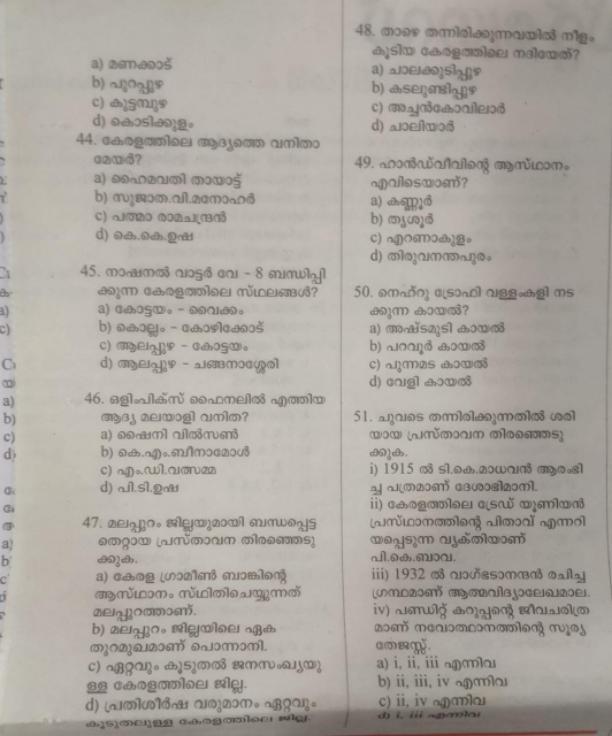 a) മണക്കാട്
b) പുറപ്പുഴ
c) കൂട്ടമ്പുഴ
d) കൊടിക്കുളം
44. കേരളത്തിലെ ആദ്യത്തെ വനിതാ
മേയർ?
a) ഹൈമവതി തായാട്ട്
b) സുജാത.വി.മനോഹർ
c) പത്മാ രാമചന്ദ്രൻ
d) കെ.കെ.ഉഷ
45. നാഷനൽ വാട്ടർ വേ - 8 ബന്ധിപ്പി
ക്കുന്ന കേരളത്തിലെ സ്ഥലങ്ങൾ?
a) കോട്ടയം - വൈക്കം
b) കൊല്ലം - കോഴിക്കോട്
c) ആലപ്പുഴ - കോട്ടയം
d) ആലപ്പുഴ - ചങ്ങനാശ്ശേരി
46. ഒളിംപിക്സ് ഫൈനലിൽ എത്തിയ
ആദ്യ മലയാളി വനിത?
a) ഷൈനി വിൽസൺ
b) കെ.എം.ബീനാമോൾ
c) എം.ഡി.വത്സമ്മ
d) പി.ടി.ഉഷ
47. മലപ്പുറം ജില്ലയുമായി ബന്ധപ്പെട്ട
തെറ്റായ പ്രസ്താവന തിരഞ്ഞെടു
ക്കുക.
a) കേരള ഗ്രാമീൺ ബാങ്കിന്റെ
ആസ്ഥാനം സ്ഥിതിചെയ്യുന്നത്
മലപ്പുറത്താണ്.
b) മലപ്പുറം ജില്ലയിലെ ഏക
തുറമുഖമാണ് പൊന്നാനി.
c) ഏറ്റവും കൂടുതൽ ജനസംഖ്യയു
ള്ള കേരളത്തിലെ ജില്ല.
d) പ്രതിശീർഷ വരുമാനം ഏറ്റവും
കൂടുതലുള്ള കേരളത്തിലെ ജില്ല.
48. താഴെ തന്നിരിക്കുന്നവയിൽ നീളം
കൂടിയ കേരളത്തിലെ നദിയേത്?
a) ചാലക്കുടിപ്പുഴ
b) കടലുണ്ടിപ്പുഴ
c) അച്ചൻകോവിലാർ
d) ചാലിയാർ
49. ഹാൻഡ്‌വീവിന്റെ ആസ്ഥാനം
എവിടെയാണ്?
a) കണ്ണൂർ
b) തൃശൂർ
c) എറണാകുളം
d) തിരുവനന്തപുരം
50. നെഹ്റു ട്രോഫി വള്ളംകളി നട
ക്കുന്ന കായൽ?
a) അഷ്ടമുടി കായൽ
b) പറവൂർ കായൽ
c) പുന്നമട കായൽ
d) വേളി കായൽ
51. ചുവടെ തന്നിരിക്കുന്നതിൽ ശരി
യായ പ്രസ്താവന തിരഞ്ഞെടു
ക്കുക.
i) 1915 ൽ ടി.കെ.മാധവൻ ആരംഭി
ച്ച പത്രമാണ് ദേശാഭിമാനി.
ii) കേരളത്തിലെ ട്രേഡ് യൂണിയൻ
പ്രസ്ഥാനത്തിന്റെ പിതാവ് എന്നറി
യപ്പെടുന്ന വ്യക്തിയാണ്
പി.കെ.ബാവ.
iii) 1932 ൽ വാഗ്ഭടാനന്ദൻ രചിച്ച
ഗ്രന്ഥമാണ് ആത്മവിദ്യാലേഖമാല.
iv) പണ്ഡിറ്റ് കറുപ്പന്റെ ജീവചരിത്ര
മാണ് നവോത്ഥാനത്തിന്റെ സൂര്യ
തേജസ്സ്.
a) i, ii, iii എന്നിവ
b) ii, iii, iv എന്നിവ
c) ii, iv എന്നിവ
d) i, iii എന്നിവ